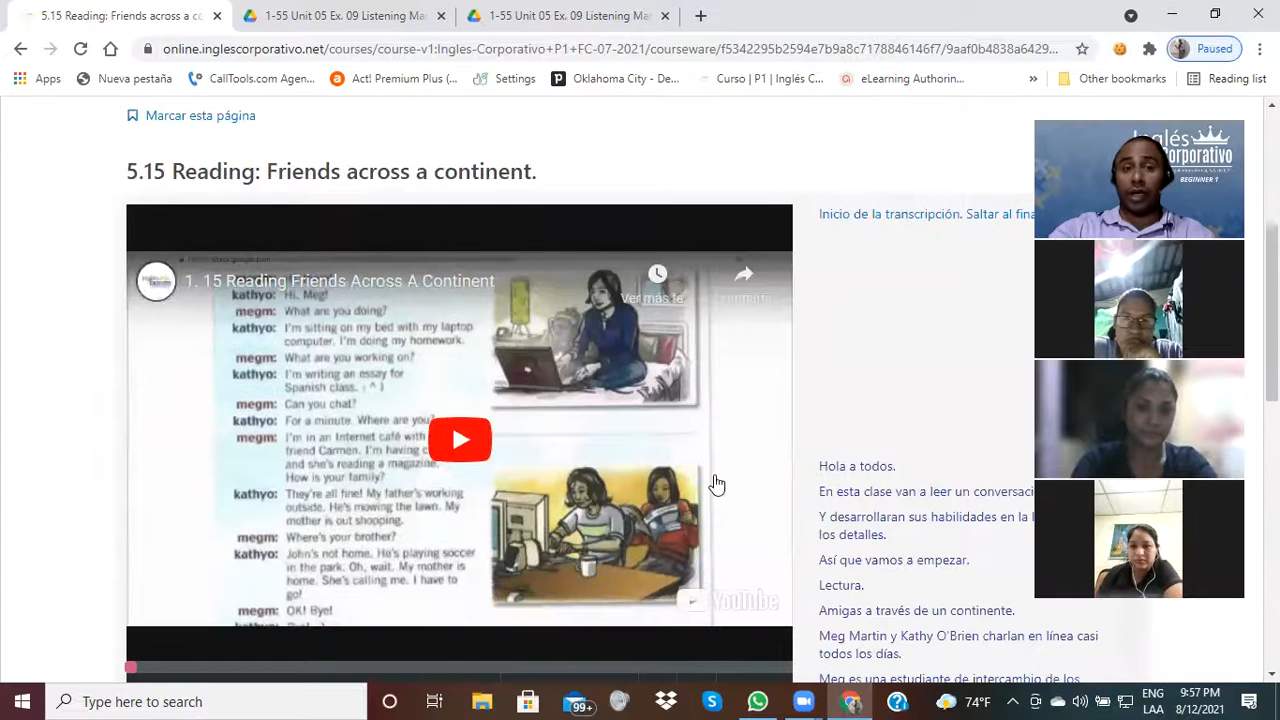 5.15 Reading: Friends across a co
1-55 Unit 05 Ex. 09 Listening Ma
1-55 Unit 05 Ex. 09 Listening Ma
online.inglescorporativo.net/courses/course-v1:Ingles-Corporativo+P1+FC-07-2021/courseware/f5342295b2594e7b9a8c7178846146f7/9aaf0b4838a6429...
Paused
Apps
Nueva pestaña
CallTools.com Agen...
Act! Premium Plus (...
Settings
Oklahoma City - De...
Curso | P1 | Inglés C...
eLearning Authorin...
»
Other bookmarks
Reading list
Marcar esta página
5.15 Reading: Friends across a continent.
1. 15 Reading Friends Across A Continent
Ver más ta
kathyo: Hi, Meg!
megm: What are you doing?
kathyo: I'm sitting on my bed with my laptop
computer. I'm doing my homework.
megm: What are you working on?
kathyo: I'm writing an essay for
Spanish class. : ^ )
megm: Can you chat?
kathyo: For a minute. Where are you?
megm: I'm in an Internet café with
friend Carmen. I'm having
and she's reading a magazine.
How is your family?
kathyo: They're all fine! My father's working
outside. He's mowing the lawn. My
mother is out shopping.
megm: Where's your brother?
kathyo: John's not home. He's playing soccer
in the park. Oh, wait. My mother is
home. She's calling me. I have to
go!
megm: OK! Bye!
YouTube
Inicio de la transcripción. Saltar al fina
Hola a todos.
En esta clase van a leer un conversaci
Y desarrollaran sus habilidades en la l
los detalles.
Así que vamos a empezar.
Lectura.
Amigas a través de un continente.
Meg Martin y Kathy O'Brien charlan en línea casi
todos los días.
Meg es una estudiante de intercambio de los
Inglés
Corporativo
BEGINNER 1
Type here to search
99+
74°F
ENG
LAA
9:57 PM
8/12/2021